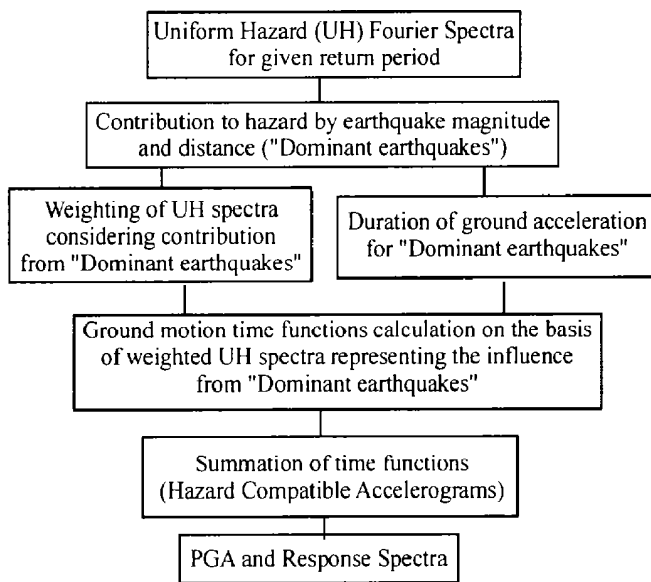 Uniform Hazard (UH) Fourier Spectra
for given return period
Contribution to hazard by earthquake magnitude
and distance ("Dominant earthquakes")
Weighting of UH spectra
considering contribution
from "Dominant earthquakes"
Duration of ground acceleration
for "Dominant earthquakes"
Ground motion time functions calculation on the basis
of weighted UH spectra representing the influence
from "Dominant earthquakes"
Summation of time functions
(Hazard Compatible Accelerograms)
PGA and Response Spectra